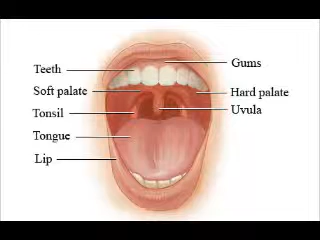 Teeth
Soft palate
Tonsil
Tongue
Lip
Gums
Hard palate
Uvula